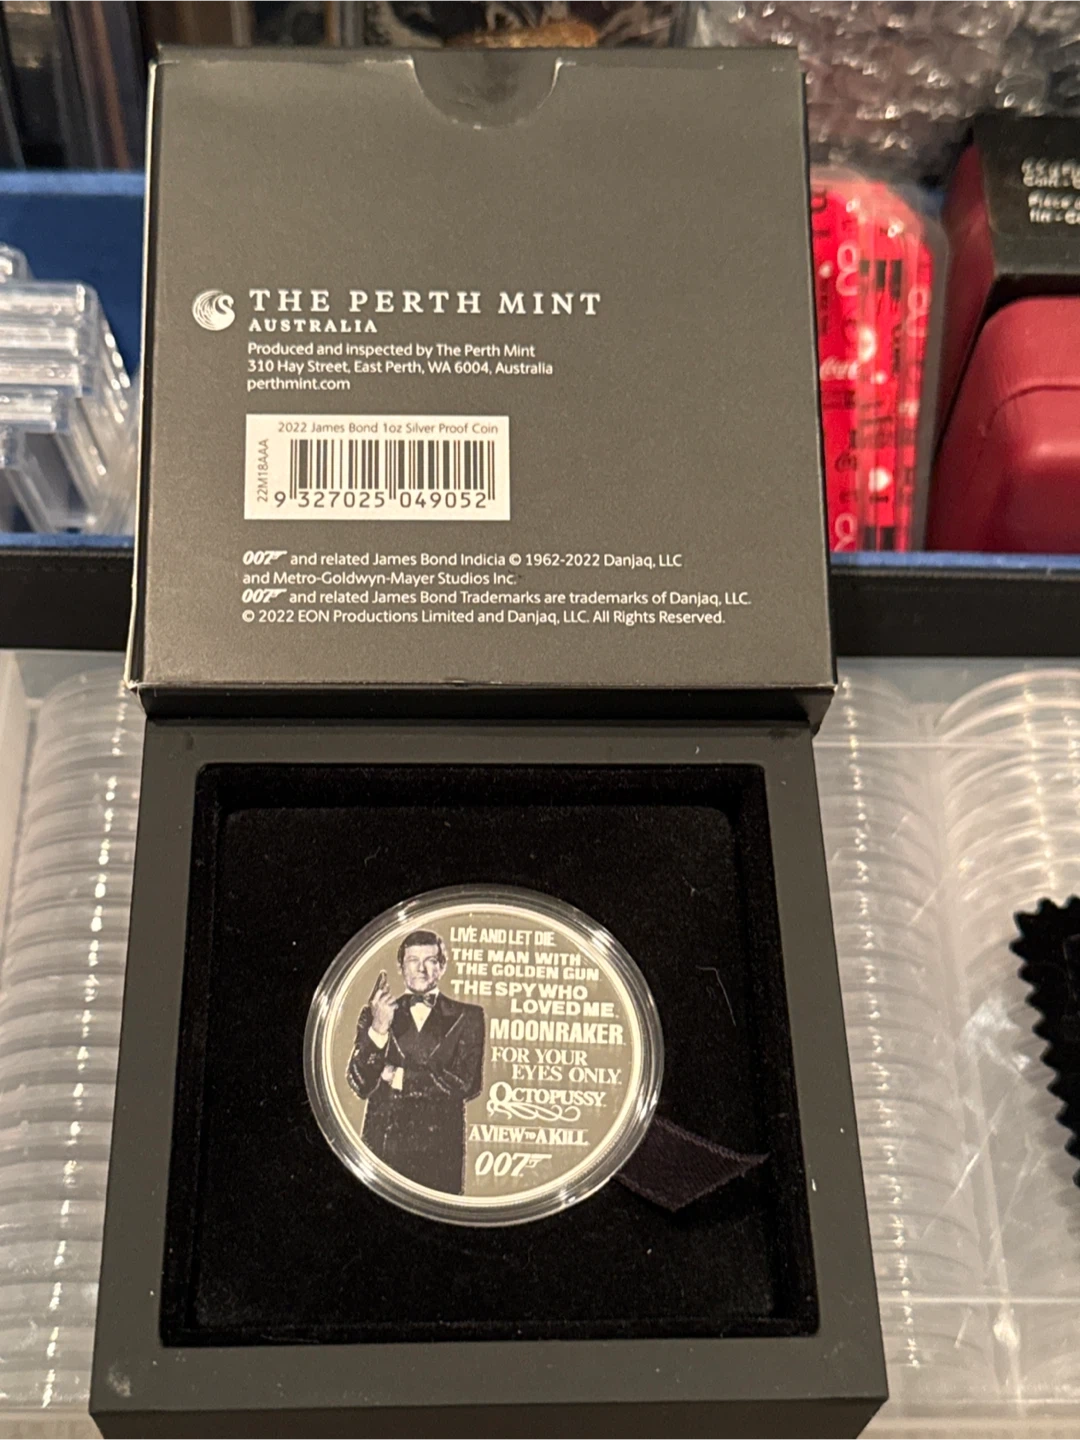 THE PERTH MINT
AUSTRALIA
Produced and inspected by The Perth Mint
310 Hay Street, East Perth, WA 6004, Australia
perthmint.com
2022 James Bond 1oz Silver Proof Coin
22M18AAA
9 327025 049052
007 and related James Bond Indicia © 1962-2022 Danjaq, LLC
and Metro-Goldwyn-Mayer Studios Inc.
007 and related James Bond Trademarks are trademarks of Danjaq, LLC.
© 2022 EON Productions Limited and Danjaq, LLC. All Rights Reserved.
LIVE AND LET DIE
THE MAN WITH
THE GOLDEN GUN
THE SPY WHO
LOVED ME
MOONRAKER
FOR YOUR
EYES ONLY
OCTOPUSSY
A VIEW TO A KILL
007